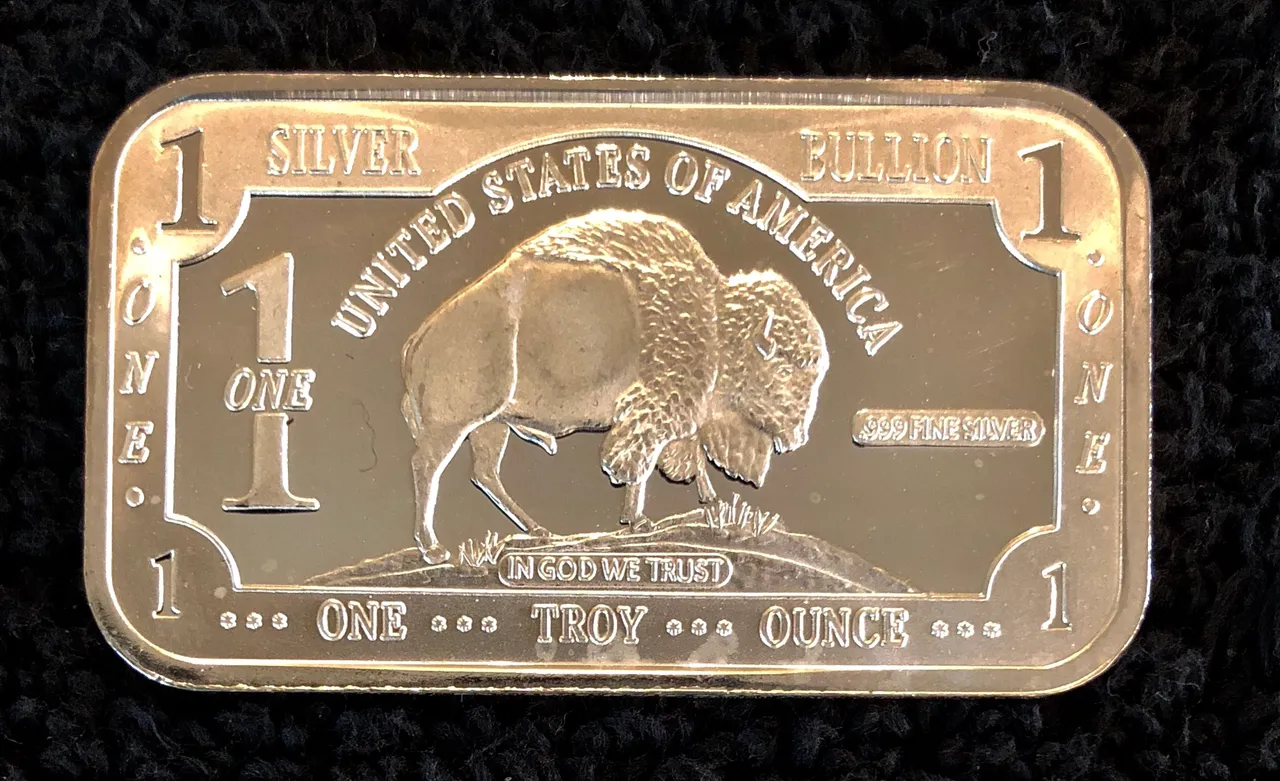 1 SILVER BULLION 1
UNITED STATES OF AMERICA
1
ONE
1
.999 FINE SILVER
• ONE •
• ONE •
IN GOD WE TRUST
1 *** ONE *** TROY *** OUNCE *** 1